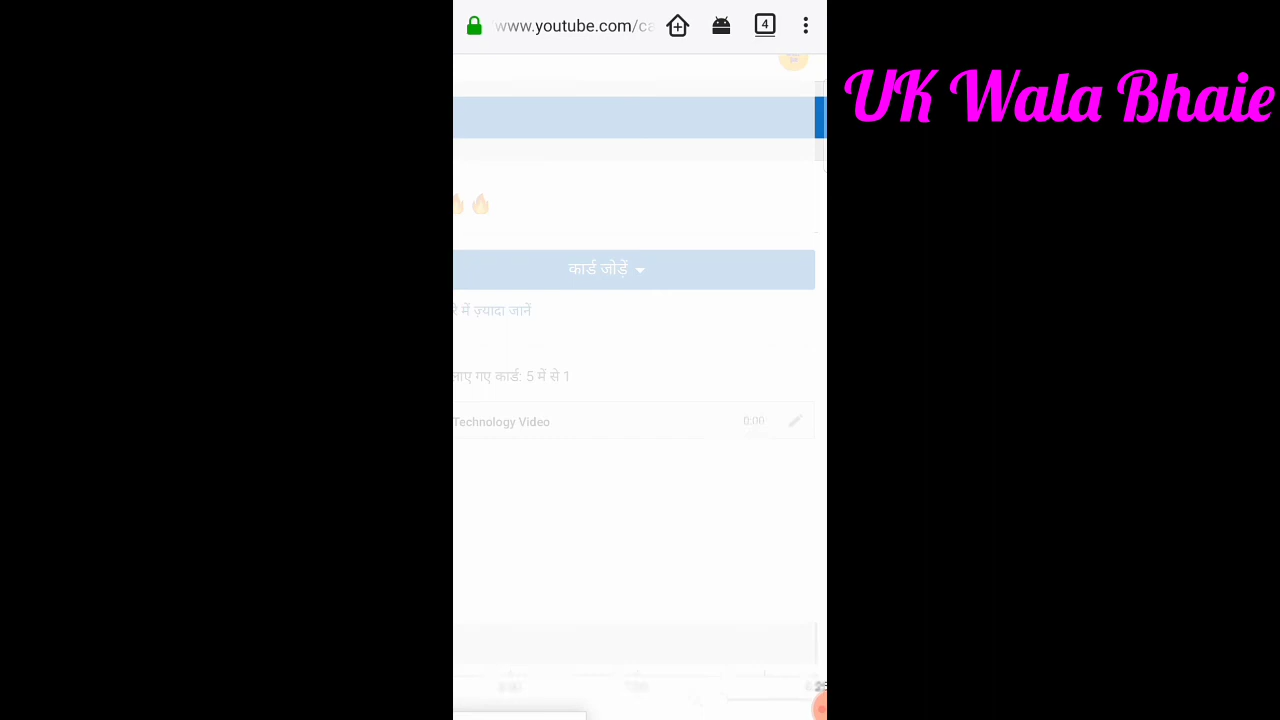 www.youtube.com/ca
4
UK Wala Bhaie
🔥🔥
कार्ड जोड़ें
रे में ज़्यादा जानें
लाए गए कार्ड: 5 में से 1
Technology Video 0:00